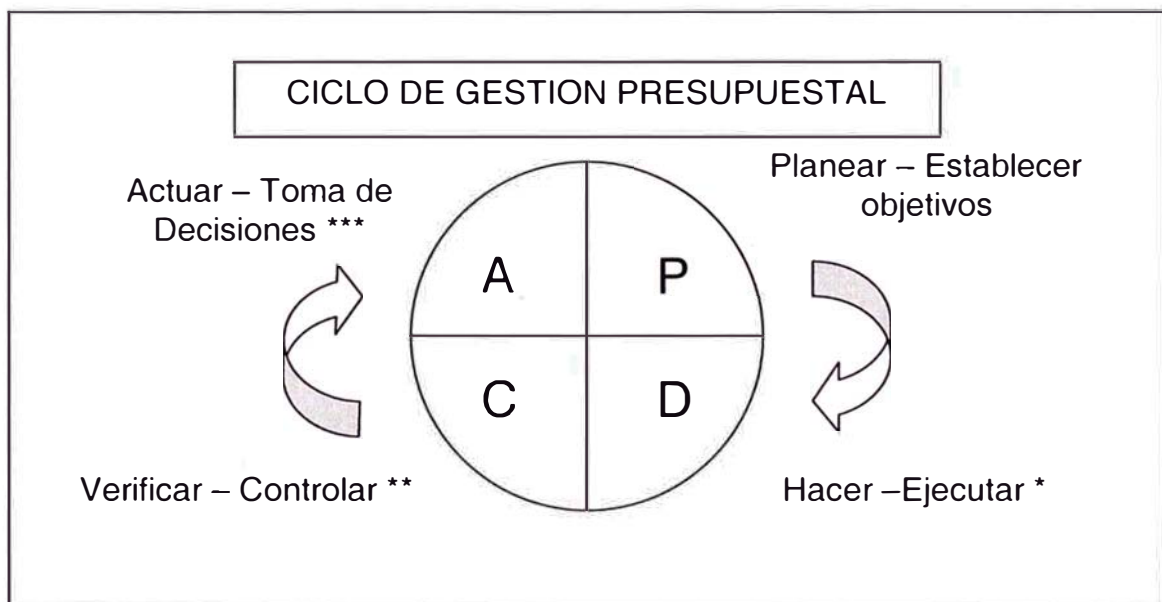 CICLO DE GESTION PRESUPUESTAL
Actuar – Toma de
Decisiones ***
Planear – Establecer
objetivos
A
P
C
D
Verificar – Controlar **
Hacer –Ejecutar *